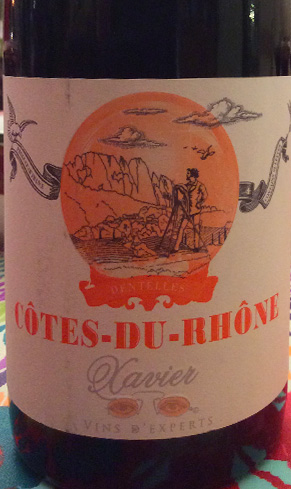 DENTELLES
CÔTES-DU-RHÔNE
Xavier
VINS D'EXPERTS